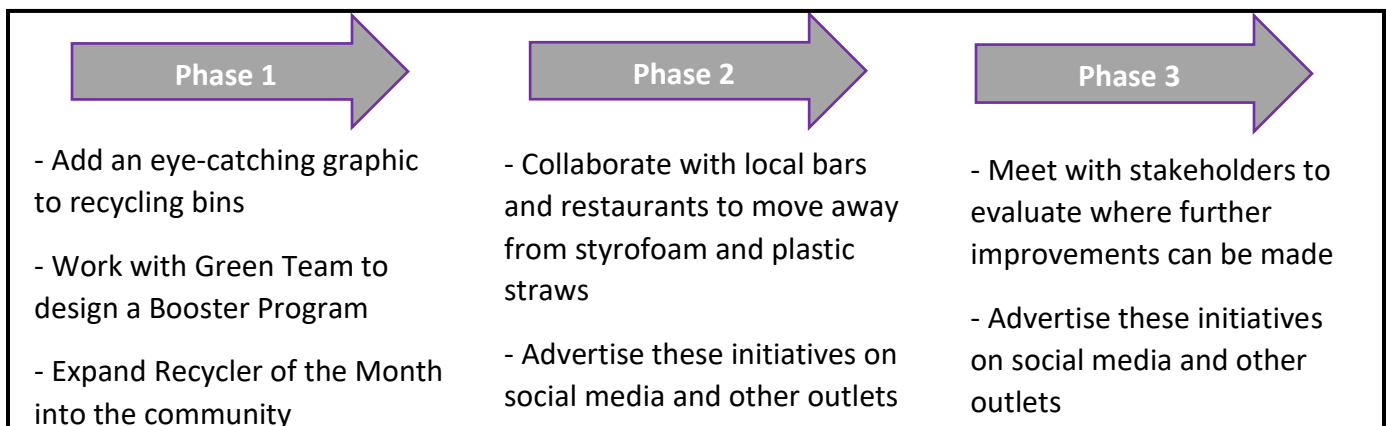 Phase 1
- Add an eye-catching graphic
to recycling bins
- Work with Green Team to
design a Booster Program
- Expand Recycler of the Month
into the community
Phase 2
- Collaborate with local bars
and restaurants to move away
from styrofoam and plastic
straws
- Advertise these initiatives on
social media and other outlets
Phase 3
- Meet with stakeholders to
evaluate where further
improvements can be made
- Advertise these initiatives
on social media and other
outlets